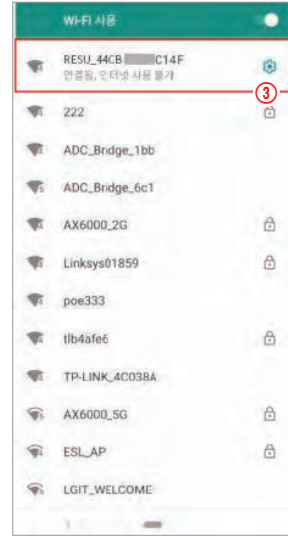 Wi-Fi 사용
RESU_44CB C14F
연결됨, 인터넷 사용 불가
③
222
ADC_Bridge_1bb
ADC_Bridge_6c1
AX6000_2G
Linksys01859
poe333
tlb4afe6
TP-LINK_4C038A
AX6000_5G
ESL_AP
LGIT_WELCOME